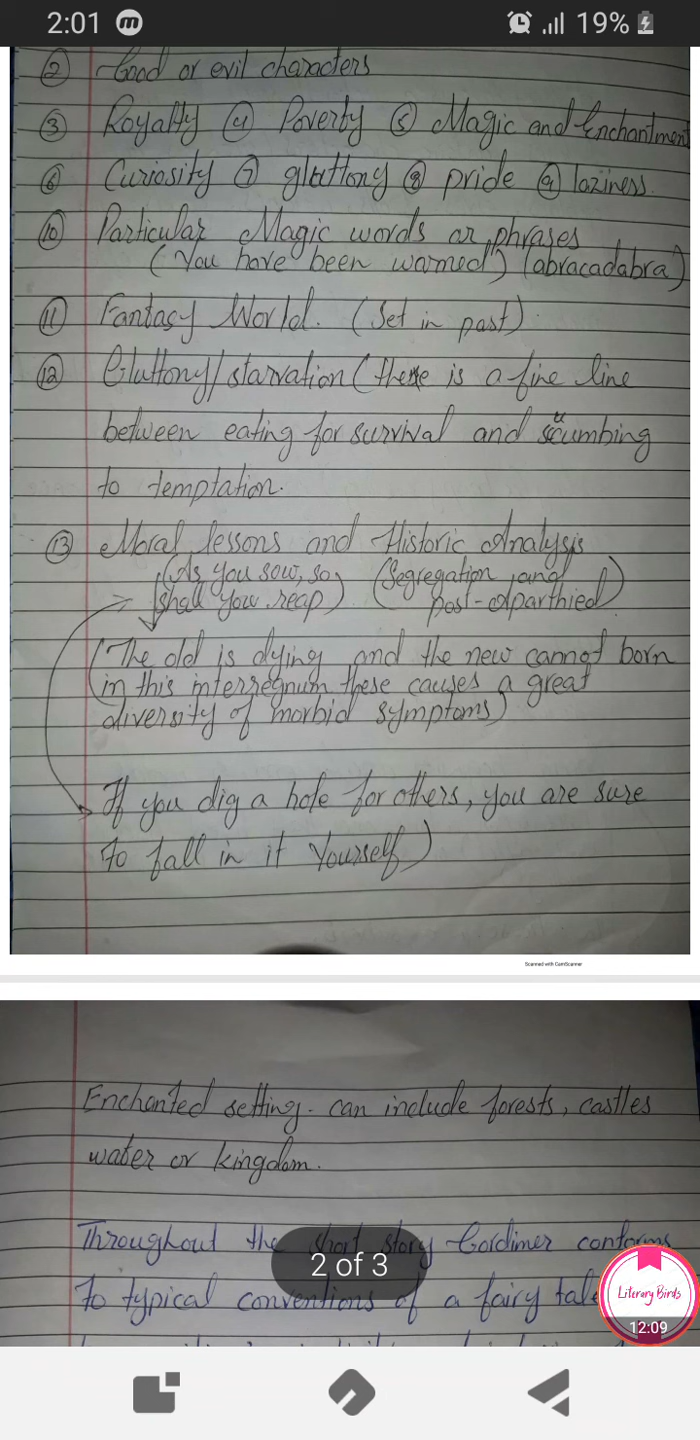 2:01 19%
② Good or evil characters
③ Royalty ④ Poverty ⑤ Magic and Enchantment
⑥ Curiosity ⑦ gluttony ⑧ pride ⑨ laziness.
⑩ Particular Magic words or phrases
(You have been warned) (abracadabra)
⑪ Fantasy World. (Set in past).
⑫ Gluttony/starvation (there is a fine line
between eating for survival and scumbing
to temptation.
⑬ Moral lessons and Historic Analysis
(As you sow, so (Segregation and
shall your reap) post-Aparthied)
(The old is dying and the new cannot born
in this interregnum these causes a great
diversity of morbid symptoms)
If you dig a hole for others, you are sure
to fall in it Yourself)
Scanned with CamScanner
Enchanted setting. can include forests, castles
water or kingdom.
Throughout the short story Gordimer conforms
2 of 3
To typical conventions of a fairy
Literary Birds
12:09